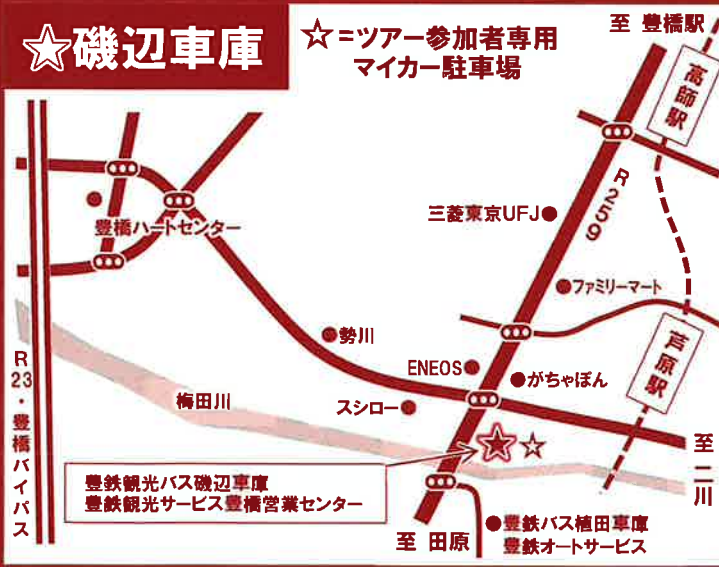 ☆磯辺車庫
☆=ツアー参加者専用
マイカー駐車場
至 豊橋駅
高師駅
R259
三菱東京UFJ
豊橋ハートセンター
ファミリーマート
勢川
ENEOS
がちゃぽん
芦原駅
スシロー
梅田川
R23・豊橋バイパス
至 二川
豊鉄観光バス磯辺車庫
豊鉄観光サービス豊橋営業センター
至 田原
豊鉄バス植田車庫
豊鉄オートサービス